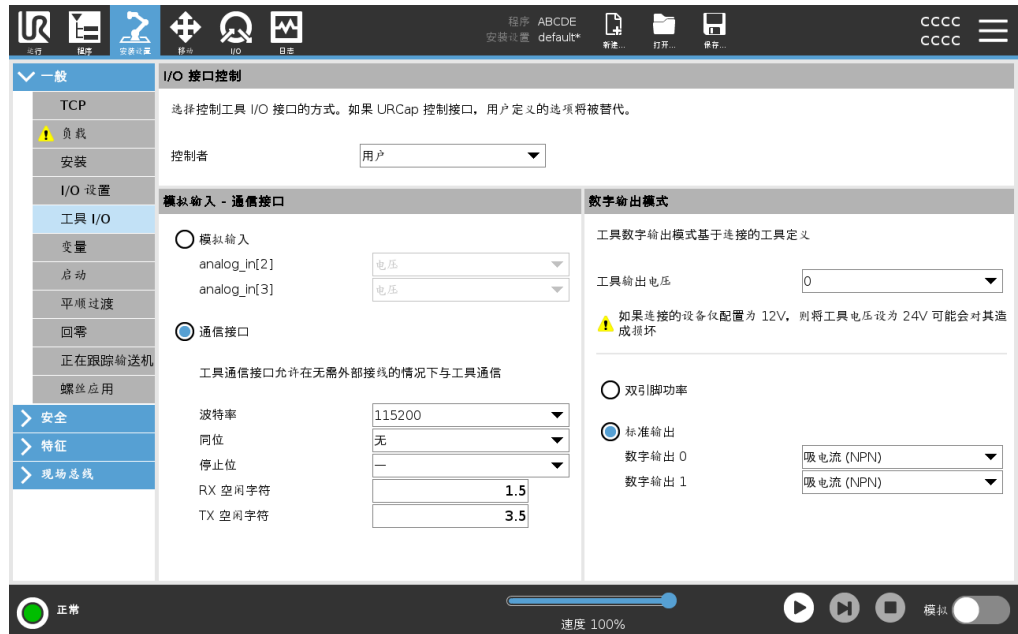 UR
程序 ABCDE
安装设置 default*
CCCC
CCCC
运行 程序 安装设置 移动 I/O 日志 新建... 打开... 保存...
一般
TCP
负载
安装
I/O 设置
工具 I/O
变量
启动
平顺过渡
回零
正在跟踪输送机
螺丝应用
安全
特征
现场总线
I/O 接口控制
选择控制工具 I/O 接口的方式。如果 URCap 控制接口，用户定义的选项将被替代。
控制者 用户
模拟输入 - 通信接口
模拟输入
analog_in[2] 电压
analog_in[3] 电压
通信接口
工具通信接口允许在无需外部接线的情况下与工具通信
波特率 115200
同位 无
停止位 一
RX 空闲字符 1.5
TX 空闲字符 3.5
数字输出模式
工具数字输出模式基于连接的工具定义
工具输出电压 0
如果连接的设备仅配置为 12V，则将工具电压设为 24V 可能会对其造
成损坏
双引脚功率
标准输出
数字输出 0 吸电流 (NPN)
数字输出 1 吸电流 (NPN)
正常
速度 100%
模拟